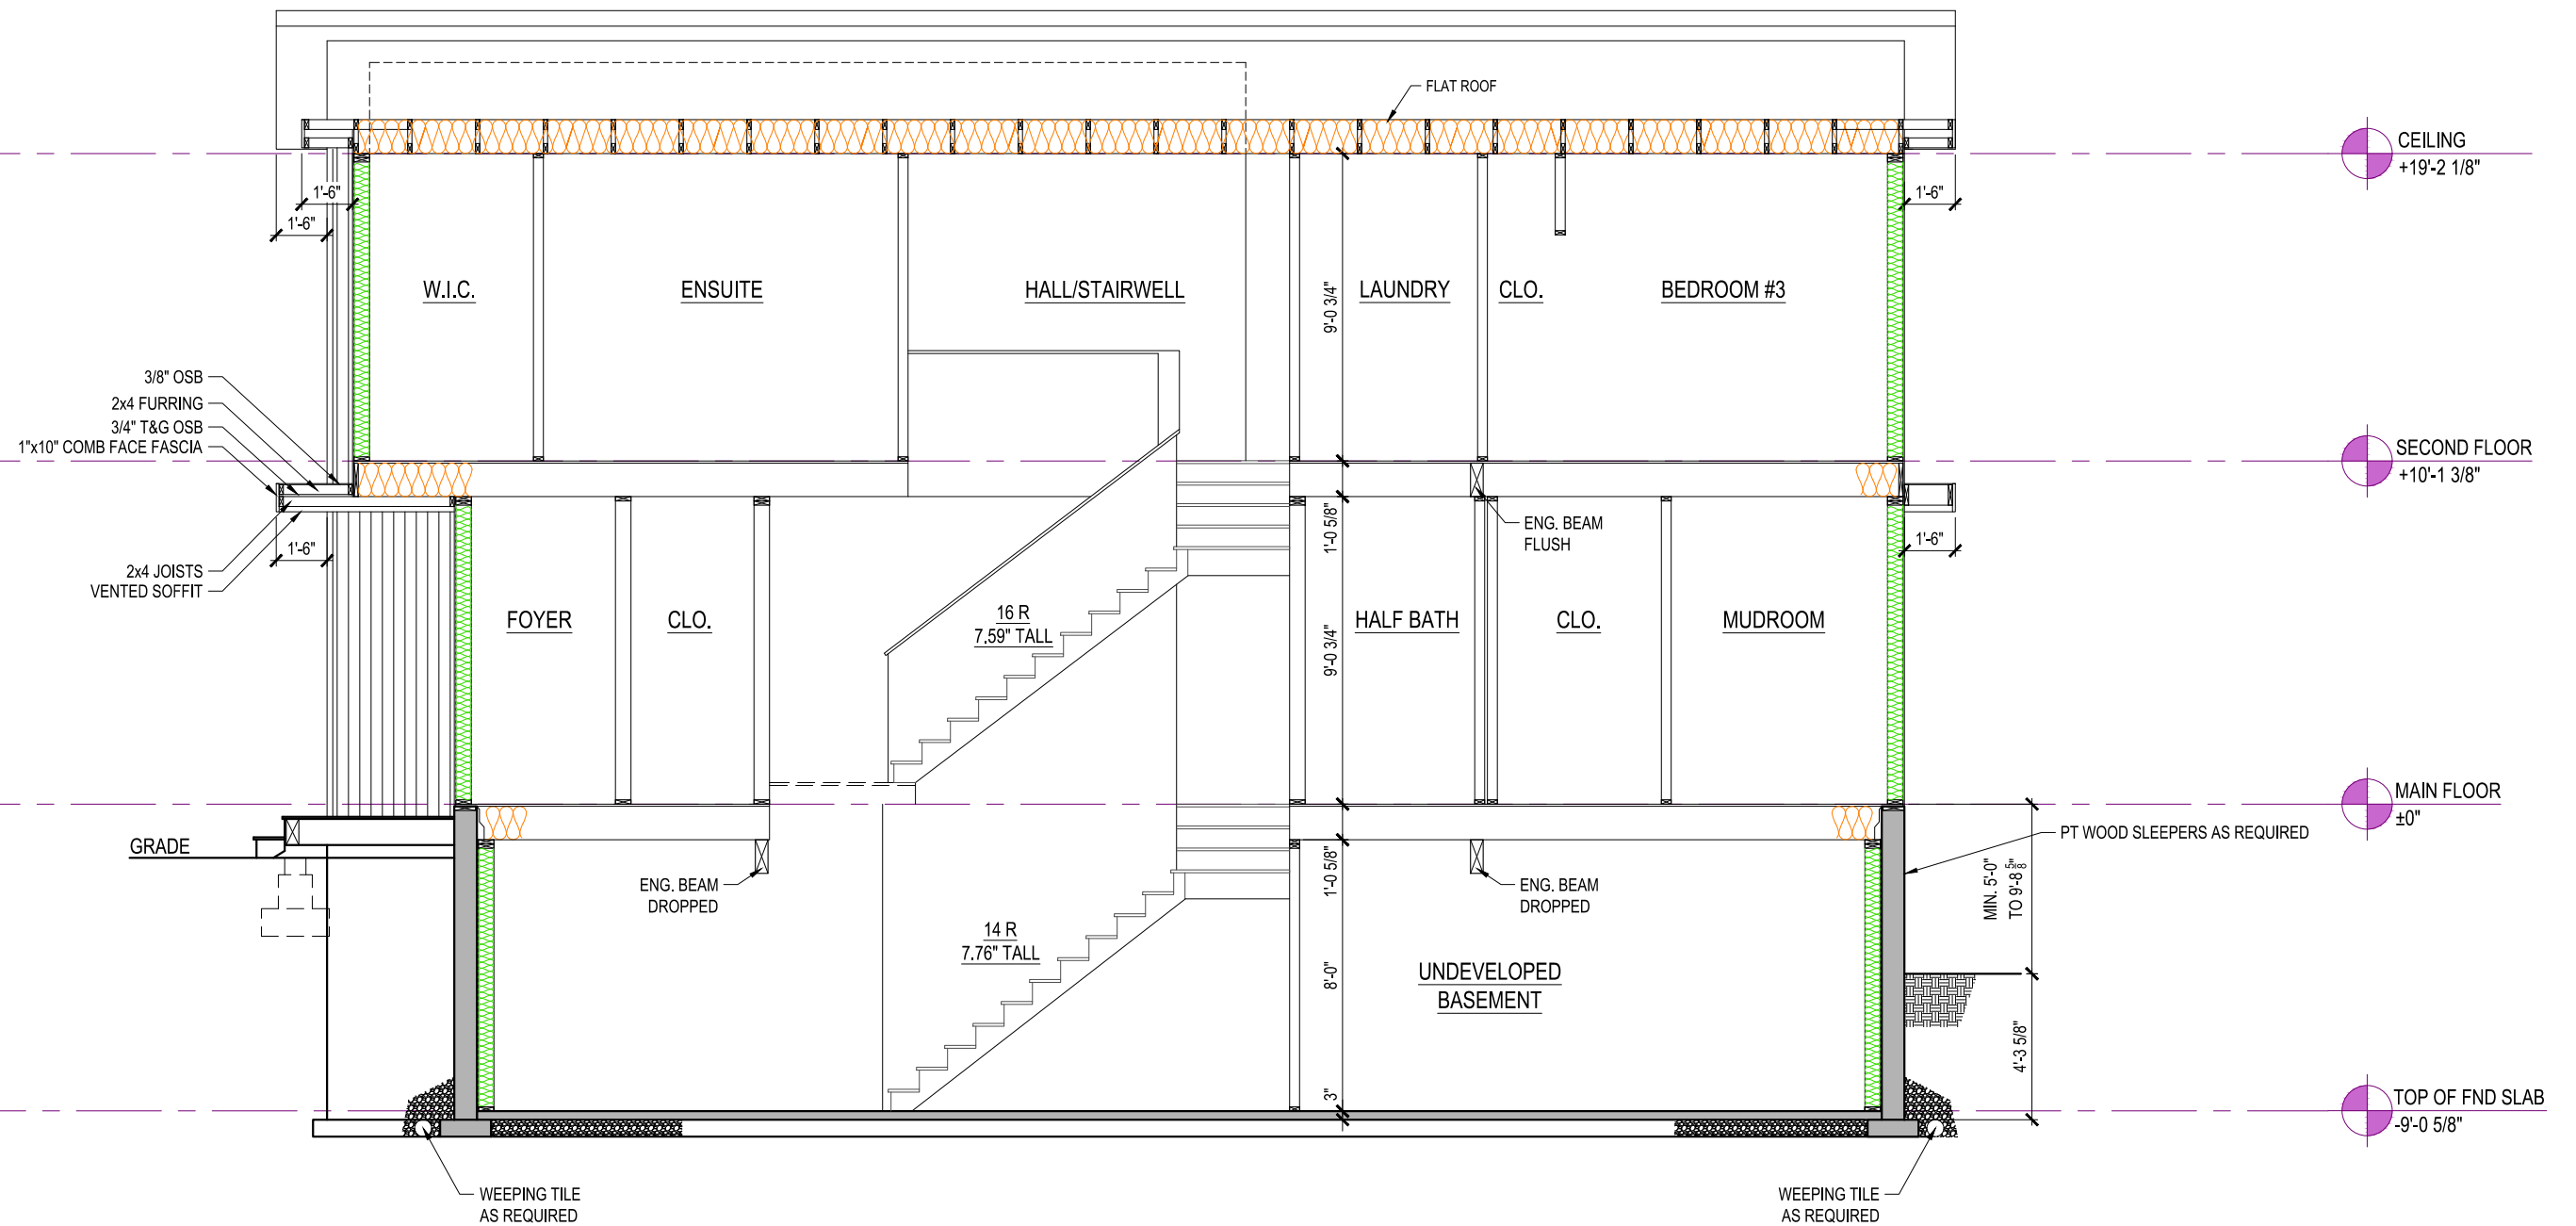 FLAT ROOF
CEILING
+19'-2 1/8"
1'-6"
1'-6"
1'-6"
W.I.C.
ENSUITE
HALL/STAIRWELL
LAUNDRY
CLO.
BEDROOM #3
9'-0 3/4"
3/8" OSB
2x4 FURRING
3/4" T&G OSB
1"x10" COMB FACE FASCIA
SECOND FLOOR
+10'-1 3/8"
1'-0 5/8"
ENG. BEAM
FLUSH
1'-6"
1'-6"
2x4 JOISTS
VENTED SOFFIT
FOYER
CLO.
16 R
7.59" TALL
HALF BATH
CLO.
MUDROOM
9'-0 3/4"
MAIN FLOOR
±0"
PT WOOD SLEEPERS AS REQUIRED
GRADE
ENG. BEAM
DROPPED
1'-0 5/8"
ENG. BEAM
DROPPED
MIN. 5'-0"
TO 9'-8 5/8"
14 R
7.76" TALL
8'-0"
UNDEVELOPED
BASEMENT
4'-3 5/8"
3"
TOP OF FND SLAB
-9'-0 5/8"
WEEPING TILE
AS REQUIRED
WEEPING TILE
AS REQUIRED